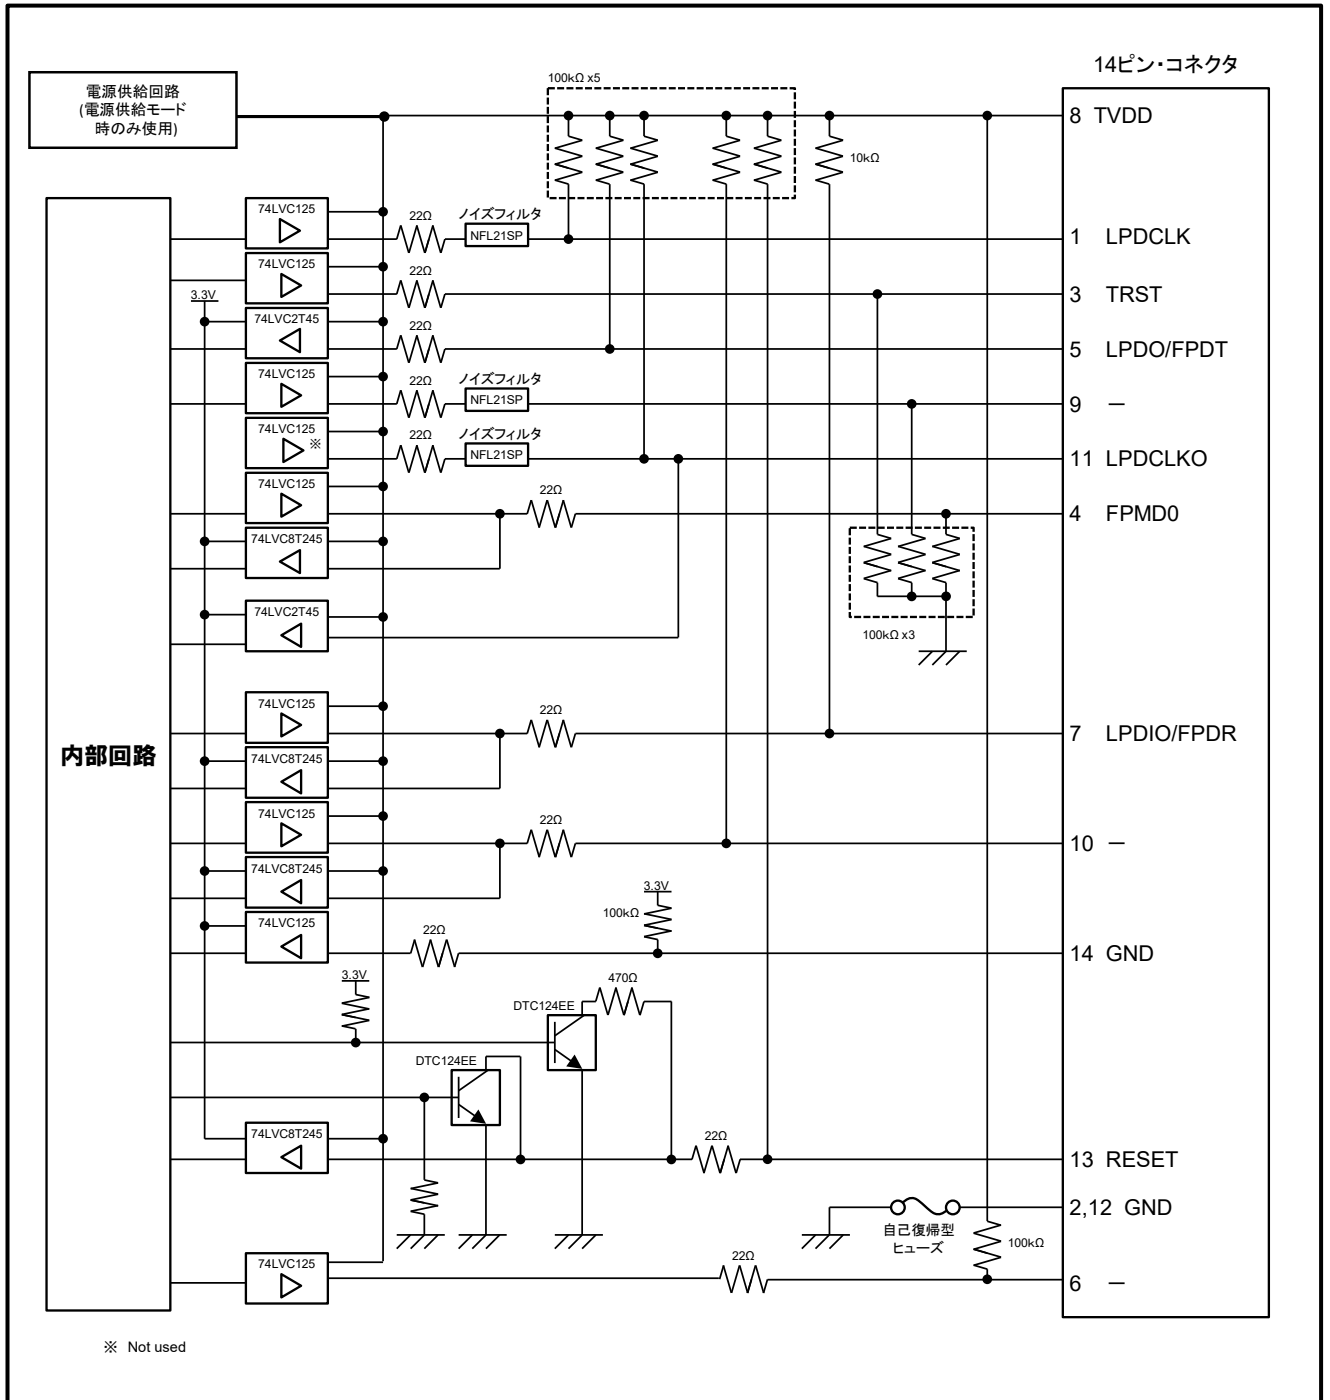 14ピン・コネクタ
電源供給回路
(電源供給モード
時のみ使用)
100kΩ x5
8 TVDD
10kΩ
74LVC125
22Ω
ノイズフィルタ
NFL21SP
1 LPDCLK
74LVC125
22Ω
3 TRST
3.3V
74LVC2T45
22Ω
5 LPDO/FPDT
74LVC125
22Ω
ノイズフィルタ
NFL21SP
9 －
74LVC125
※
22Ω
ノイズフィルタ
NFL21SP
11 LPDCLKO
74LVC125
22Ω
4 FPMD0
74LVC8T245
74LVC2T45
100kΩ x3
74LVC125
22Ω
7 LPDIO/FPDR
内部回路
74LVC8T245
74LVC125
22Ω
10 －
74LVC8T245
3.3V
100kΩ
74LVC125
22Ω
14 GND
3.3V
470Ω
DTC124EE
DTC124EE
74LVC8T245
22Ω
13 RESET
2,12 GND
自己復帰型
ヒューズ
100kΩ
74LVC125
22Ω
6 －
※ Not used